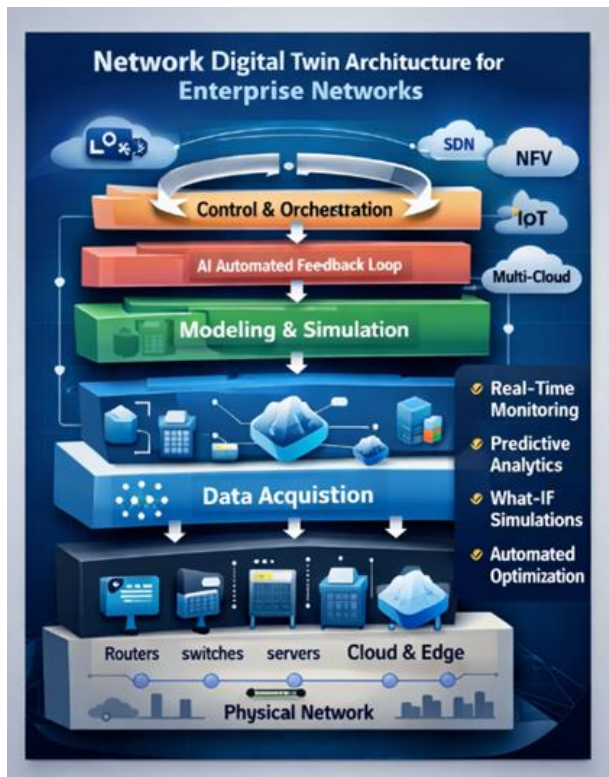 Network Digital Twin Architucture for
Enterprise Networks
SDN
NFV
Control & Orchestration
IoT
AI Automated Feedback Loop
Multi-Cloud
Modeling & Simulation
Real-Time
Monitoring
Predictive
Analytics
What-IF
Simulations
Automated
Optimization
Data Acquistion
Routers switches servers Cloud & Edge
Physical Network